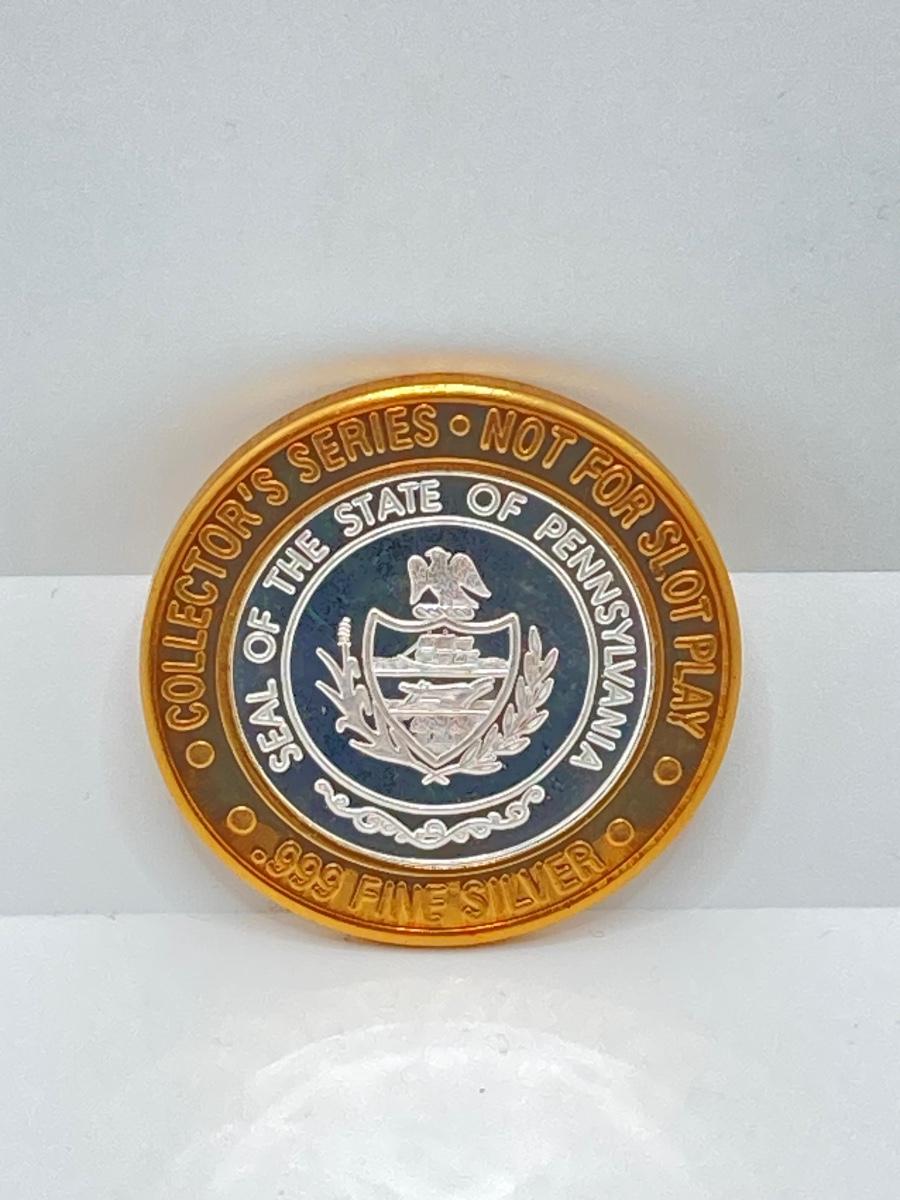 COLLECTOR'S SERIES • NOT FOR SLOT PLAY
.999 FINE SILVER
SEAL OF THE STATE OF PENNSYLVANIA